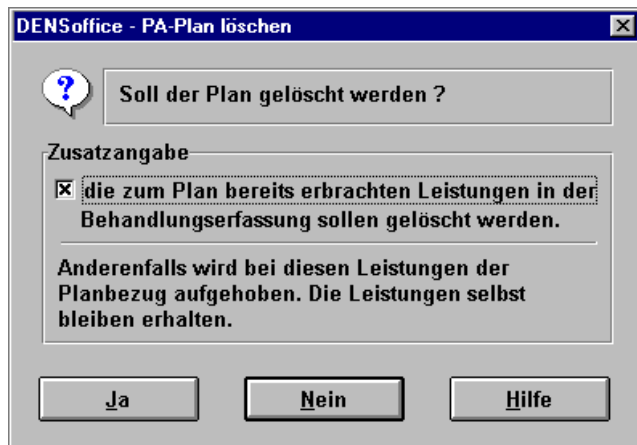 DENSoffice - PA-Plan löschen
Soll der Plan gelöscht werden ?
Zusatzangabe
die zum Plan bereits erbrachten Leistungen in der
Behandlungserfassung sollen gelöscht werden.
Anderenfalls wird bei diesen Leistungen der
Planbezug aufgehoben. Die Leistungen selbst
bleiben erhalten.
Ja Nein Hilfe